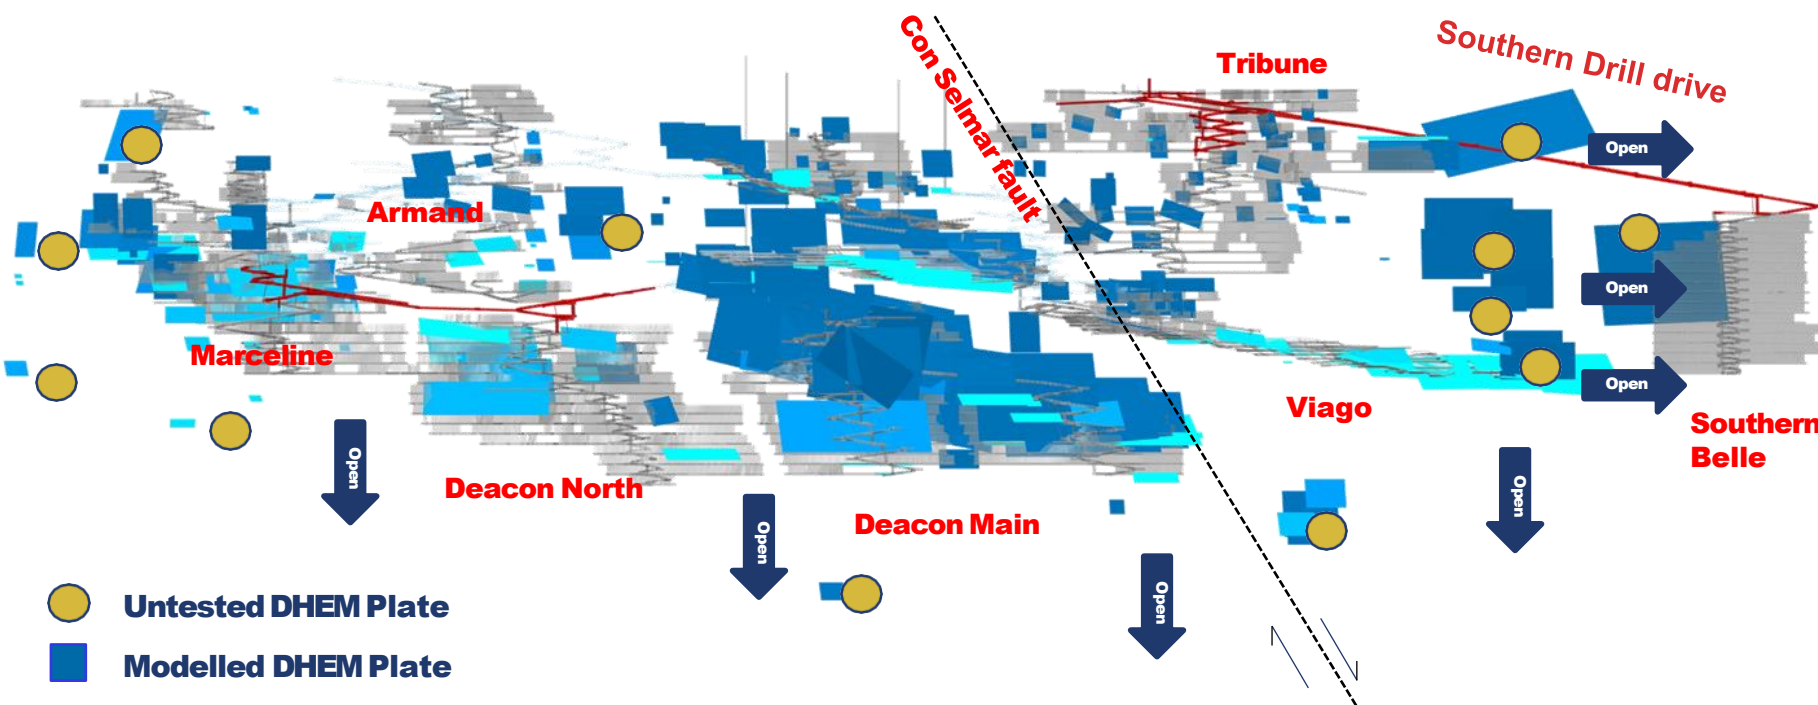 Southern Drill drive
Con Selmar fault
Tribune
Open
Armand
Open
Marceline
Open
Viago
Southern
Belle
Open
Open
Deacon North
Open
Deacon Main
Open
Untested DHEM Plate
Modelled DHEM Plate